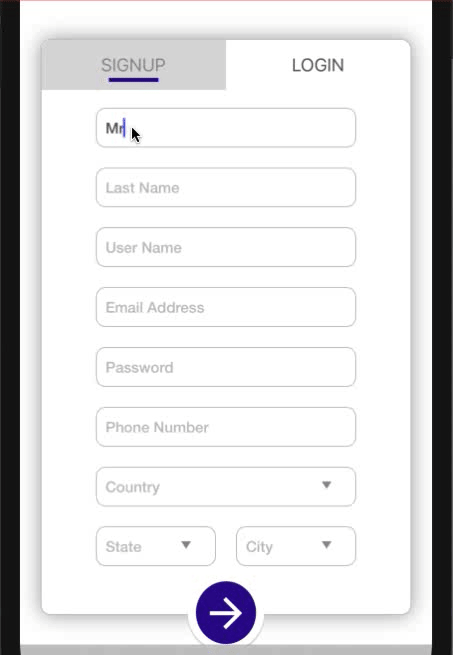 SIGNUP LOGIN
Mr
Last Name
User Name
Email Address
Password
Phone Number
Country
State City